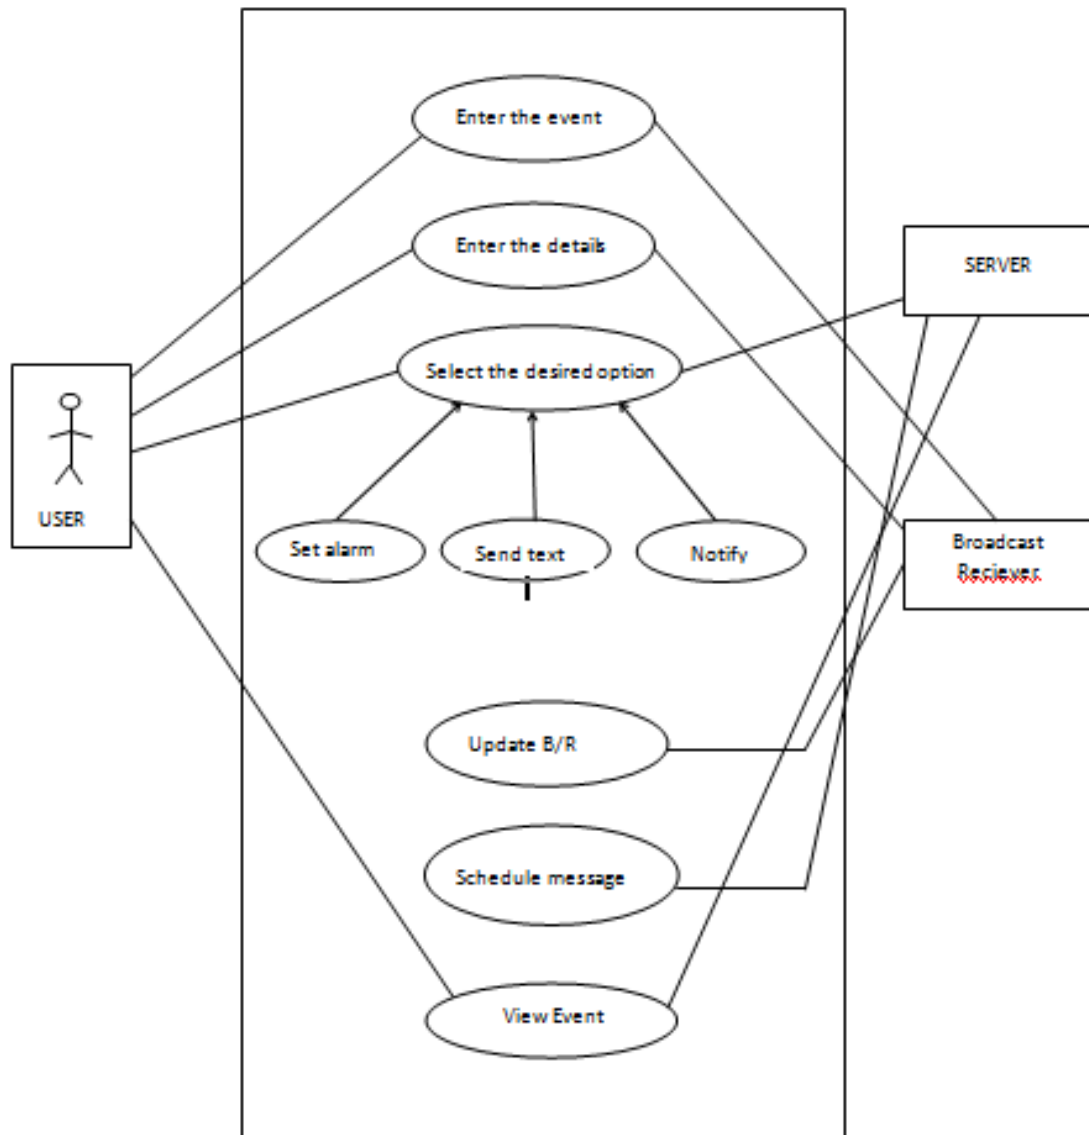 Enter the event
Enter the details
SERVER
Select the desired option
USER
Set alarm
Send text
Notify
Broadcast
Reciever
Update B/R
Schedule message
View Event